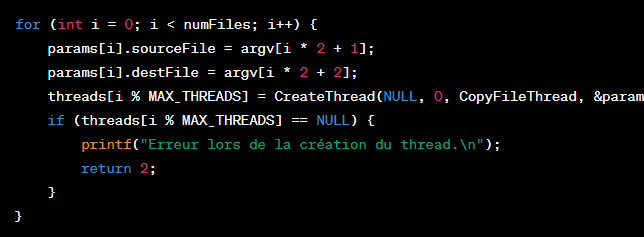 for (int i = 0; i < numFiles; i++) {
params[i].sourceFile = argv[i * 2 + 1];
params[i].destFile = argv[i * 2 + 2];
threads[i % MAX_THREADS] = CreateThread(NULL, 0, CopyFileThread, &param
if (threads[i % MAX_THREADS] == NULL) {
printf("Erreur lors de la création du thread.\n");
return 2;
}
}